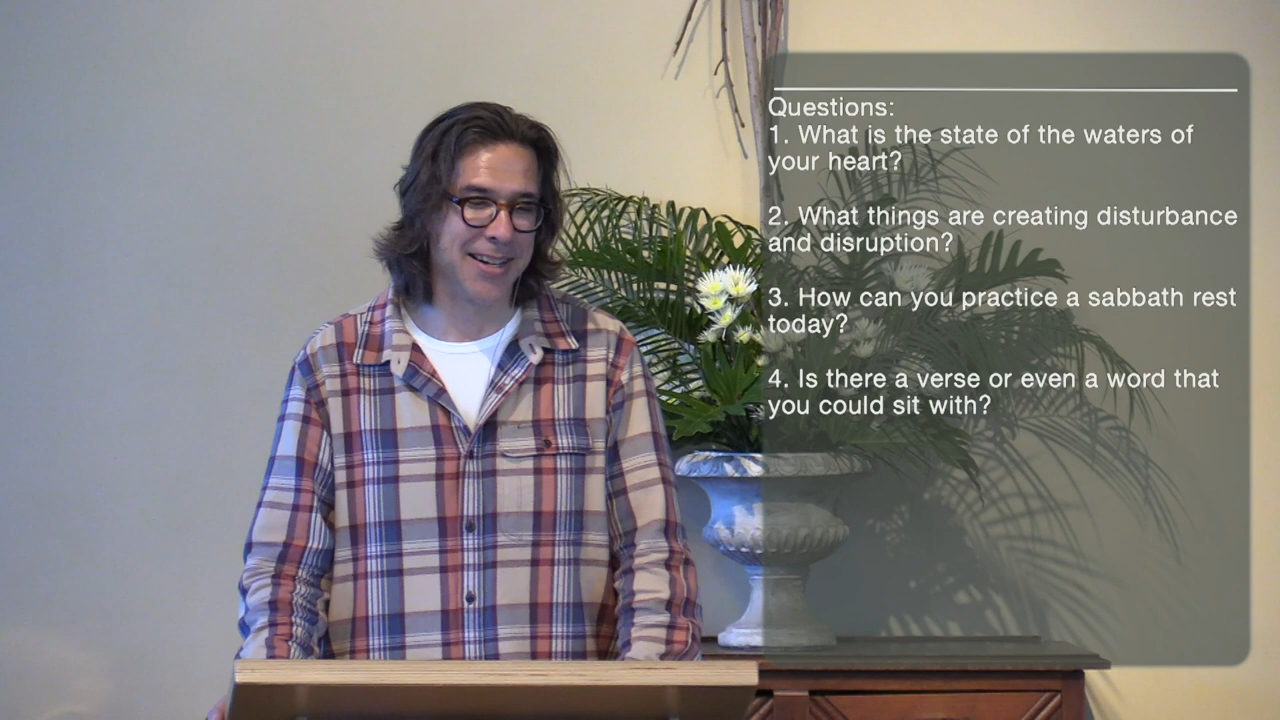 Questions:
1. What is the state of the waters of
your heart?
2. What things are creating disturbance
and disruption?
3. How can you practice a sabbath rest
today?
4. Is there a verse or even a word that
you could sit with?